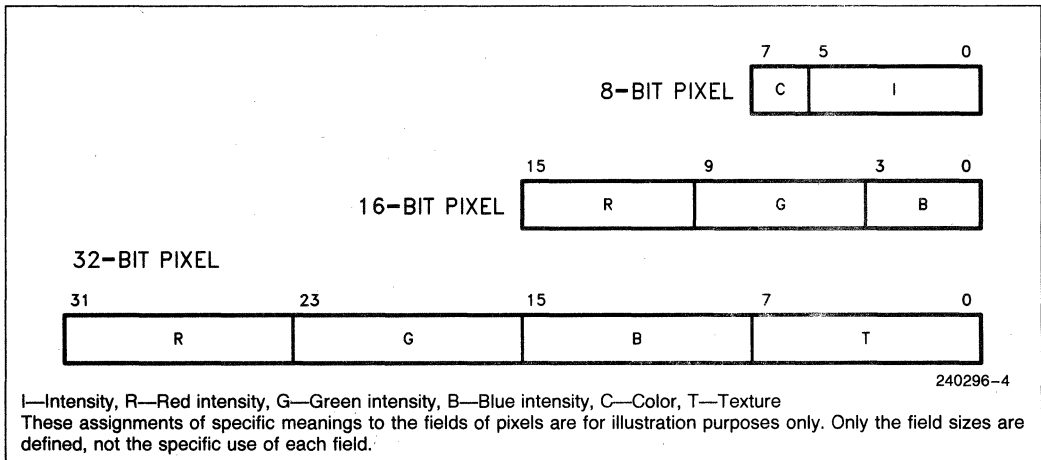 7 5 0
8-BIT PIXEL C I
15 9 3 0
16-BIT PIXEL R G B
32-BIT PIXEL
31 23 15 7 0
R G B T
240296-4
I—Intensity, R—Red intensity, G—Green intensity, B—Blue intensity, C—Color, T—Texture
These assignments of specific meanings to the fields of pixels are for illustration purposes only. Only the field sizes are
defined, not the specific use of each field.